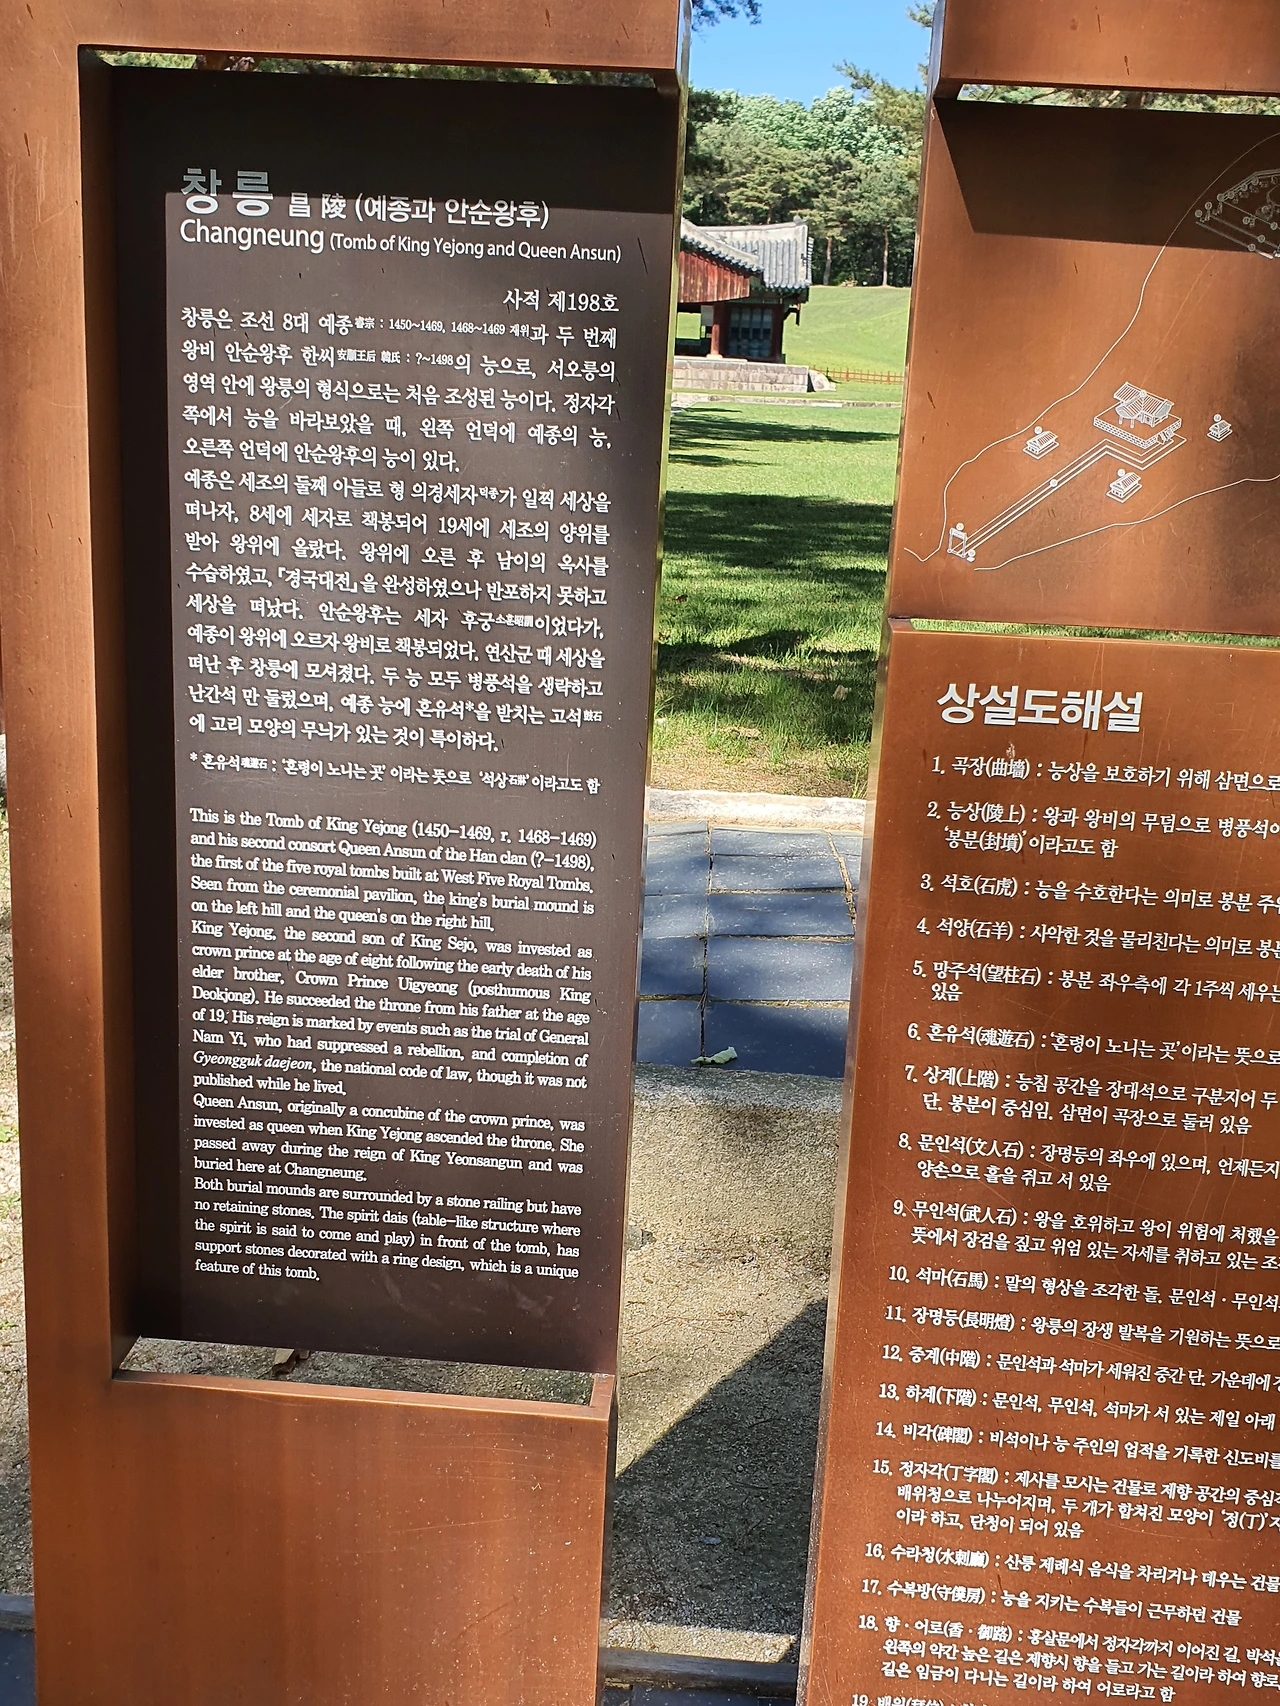 창릉 昌陵 (예종과 안순왕후)
Changneung (Tomb of King Yejong and Queen Ansun)
사적 제198호
창릉은 조선 8대 예종睿宗 : 1450~1469, 1468~1469 재위과 두 번째
왕비 안순왕후 한씨安順王后 韓氏 : ?~1498의 능으로, 서오릉의
영역 안에 왕릉의 형식으로는 처음 조성된 능이다. 정자각
쪽에서 능을 바라보았을 때, 왼쪽 언덕에 예종의 능,
오른쪽 언덕에 안순왕후의 능이 있다.
예종은 세조의 둘째 아들로 형 의경세자덕종가 일찍 세상을
떠나자, 8세에 세자로 책봉되어 19세에 세조의 양위를
받아 왕위에 올랐다. 왕위에 오른 후 남이의 옥사를
수습하였고, 『경국대전』을 완성하였으나 반포하지 못하고
세상을 떠났다. 안순왕후는 세자 후궁소훈昭訓이었다가,
예종이 왕위에 오르자 왕비로 책봉되었다. 연산군 때 세상을
떠난 후 창릉에 모셔졌다. 두 능 모두 병풍석을 생략하고
난간석 만 둘렀으며, 예종 능에 혼유석*을 받치는 고석鼓石
에 고리 모양의 무늬가 있는 것이 특이하다.
* 혼유석魂遊石 : '혼령이 노니는 곳' 이라는 뜻으로 '석상石牀' 이라고도 함
This is the Tomb of King Yejong (1450-1469, r. 1468-1469)
and his second consort Queen Ansun of the Han clan (?-1498),
the first of the five royal tombs built at West Five Royal Tombs.
Seen from the ceremonial pavilion, the king's burial mound is
on the left hill and the queen's on the right hill.
King Yejong, the second son of King Sejo, was invested as
crown prince at the age of eight following the early death of his
elder brother, Crown Prince Uigyeong (posthumous King
Deokjong). He succeeded the throne from his father at the age
of 19. His reign is marked by events such as the trial of General
Nam Yi, who had suppressed a rebellion, and completion of
Gyeongguk daejeon, the national code of law, though it was not
published while he lived.
Queen Ansun, originally a concubine of the crown prince, was
invested as queen when King Yejong ascended the throne. She
passed away during the reign of King Yeonsangun and was
buried here at Changneung.
Both burial mounds are surrounded by a stone railing but have
no retaining stones. The spirit dais (table-like structure where
the spirit is said to come and play) in front of the tomb, has
support stones decorated with a ring design, which is a unique
feature of this tomb.
상설도해설
1. 곡장(曲墻) : 능상을 보호하기 위해 삼면으로
2. 능상(陵上) : 왕과 왕비의 무덤으로 병풍석이
'봉분(封墳)' 이라고도 함
3. 석호(石虎) : 능을 수호한다는 의미로 봉분 주위
4. 석양(石羊) : 사악한 것을 물리친다는 의미로 봉분
5. 망주석(望柱石) : 봉분 좌우측에 각 1주씩 세우는
있음
6. 혼유석(魂遊石) : '혼령이 노니는 곳'이라는 뜻으로
7. 상계(上階) : 능침 공간을 장대석으로 구분지어 두
단. 봉분이 중심임. 삼면이 곡장으로 둘러 있음
8. 문인석(文人石) : 장명등의 좌우에 있으며, 언제든지
양손으로 홀을 쥐고 서 있음
9. 무인석(武人石) : 왕을 호위하고 왕이 위험에 처했을
뜻에서 장검을 짚고 위엄 있는 자세를 취하고 있는
10. 석마(石馬) : 말의 형상을 조각한 돌. 문인석 · 무인석
11. 장명등(長明燈) : 왕릉의 장생 발복을 기원하는 뜻으로
12. 중계(中階) : 문인석과 석마가 세워진 중간 단. 가운데에
13. 하계(下階) : 문인석, 무인석, 석마가 서 있는 제일 아래
14. 비각(碑閣) : 비석이나 능 주인의 업적을 기록한 신도비를
15. 정자각(丁字閣) : 제사를 모시는 건물로 제향 공간의
배위청으로 나누어지며, 두 개가 합쳐진 모양이 '정(丁)'
이라 하고, 단청이 되어 있음
16. 수라청(水剌廳) : 산릉 제례식 음식을 차리거나 데우는 건물
17. 수복방(守僕房) : 능을 지키는 수복들이 근무하던 건물
18. 향 · 어로(香 · 御路) : 홍살문에서 정자각까지 이어진 길. 박석
왼쪽의 약간 높은 길은 제향시 향을 들고 가는 길이라 하여 향로
길은 임금이 다니는 길이라 하여 어로라고 함
19. 배위